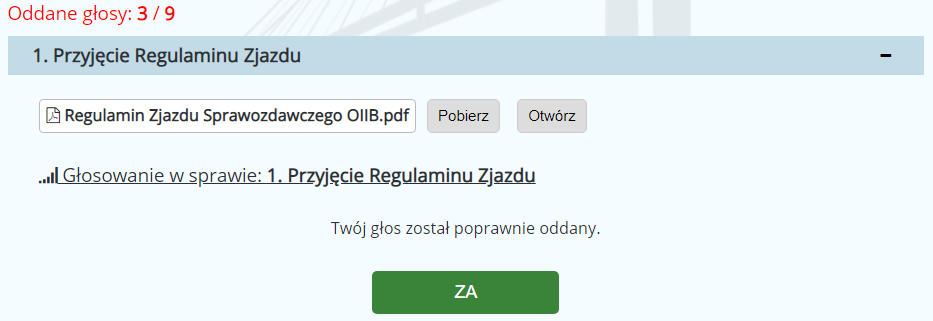 Oddane głosy: 3 / 9
1. Przyjęcie Regulaminu Zjazdu
Regulamin Zjazdu Sprawozdawczego OIIB.pdf Pobierz Otwórz
Głosowanie w sprawie: 1. Przyjęcie Regulaminu Zjazdu
Twój głos został poprawnie oddany.
ZA